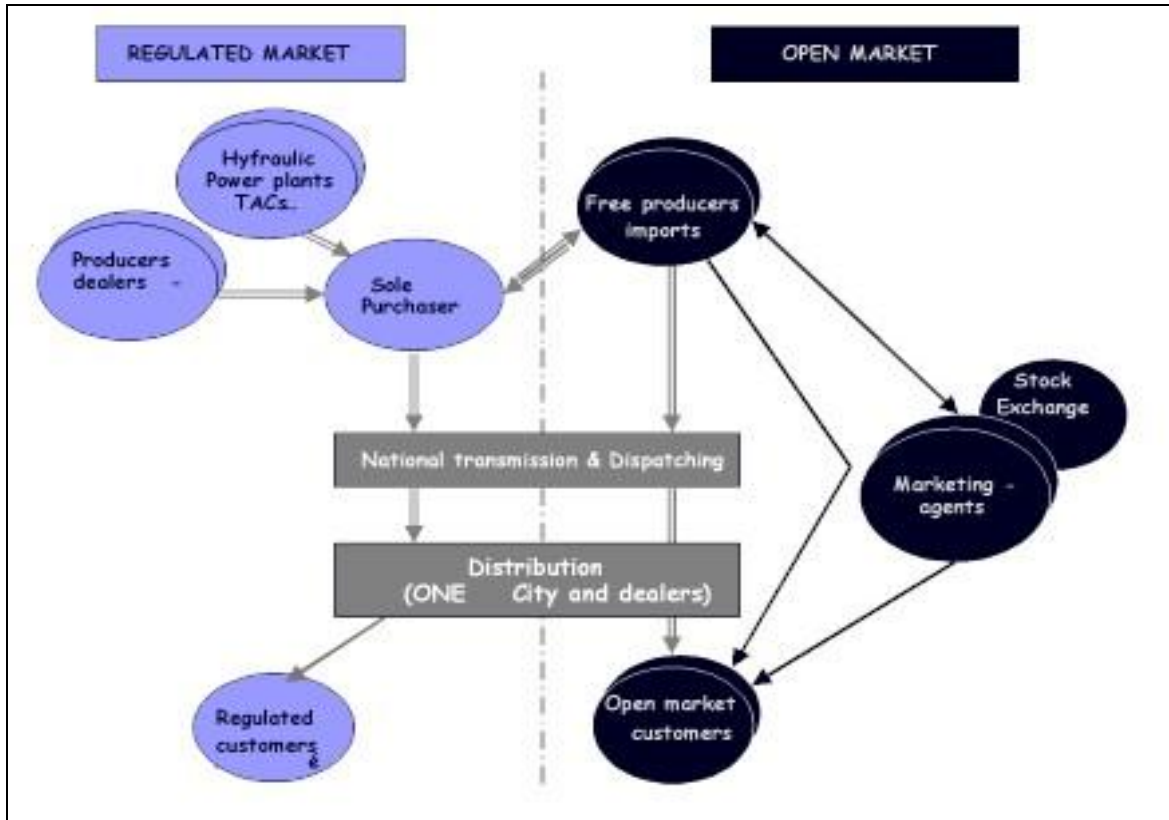 REGULATED MARKET
OPEN MARKET
Hyfraulic
Power plants
TACs..
Producers
dealers -
Sole
Purchaser
Free producers
imports
Stock
Exchange
Marketing -
agents
National transmission & Dispatching
Distribution
(ONE City and dealers)
Regulated
customers
é
Open market
customers